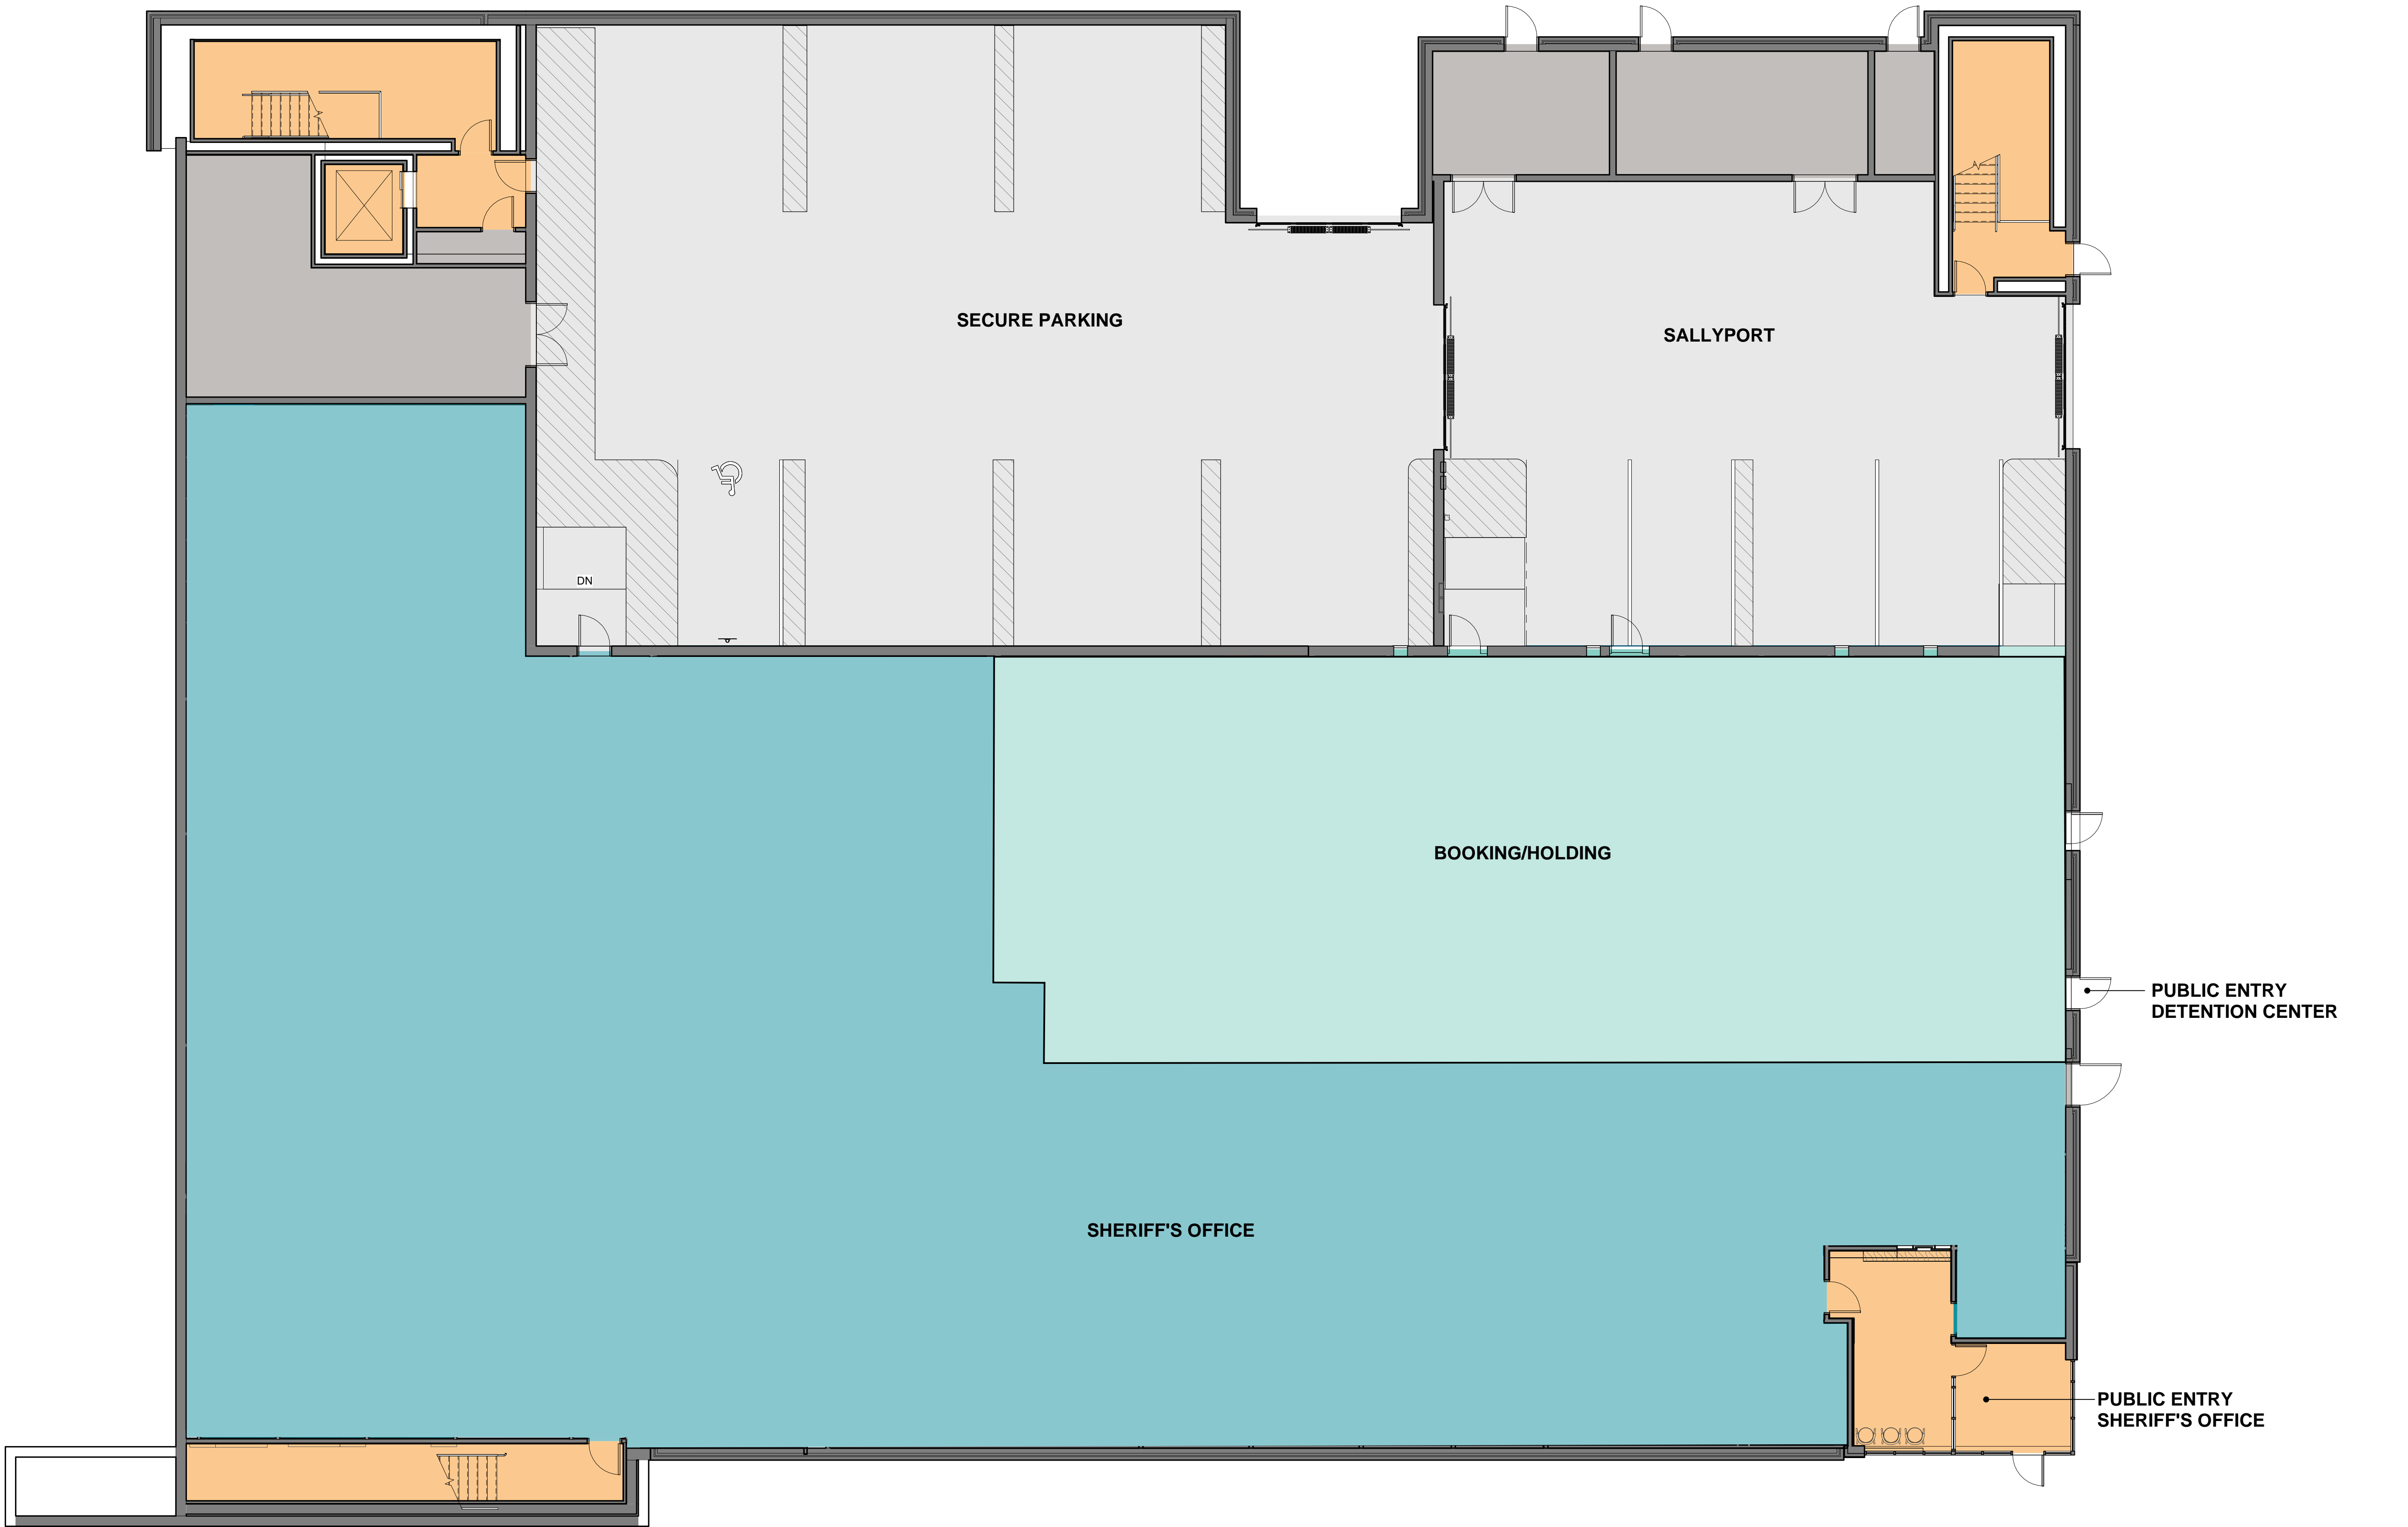 SECURE PARKING
SALLYPORT
DN
BOOKING/HOLDING
PUBLIC ENTRY
DETENTION CENTER
SHERIFF'S OFFICE
PUBLIC ENTRY
SHERIFF'S OFFICE